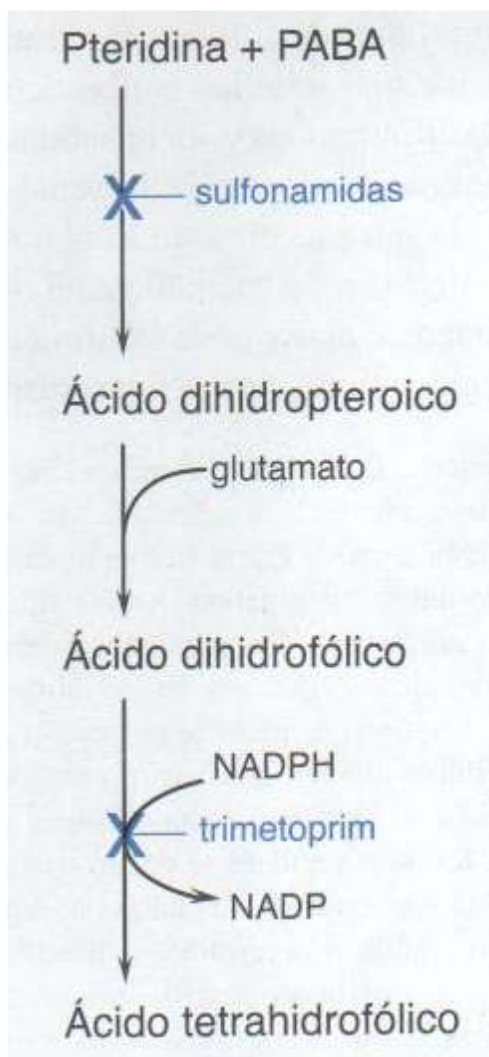 Pteridina + PABA
sulfonamidas
Ácido dihidropteroico
glutamato
Ácido dihidrofólico
NADPH
trimetoprim
NADP
Ácido tetrahidrofólico